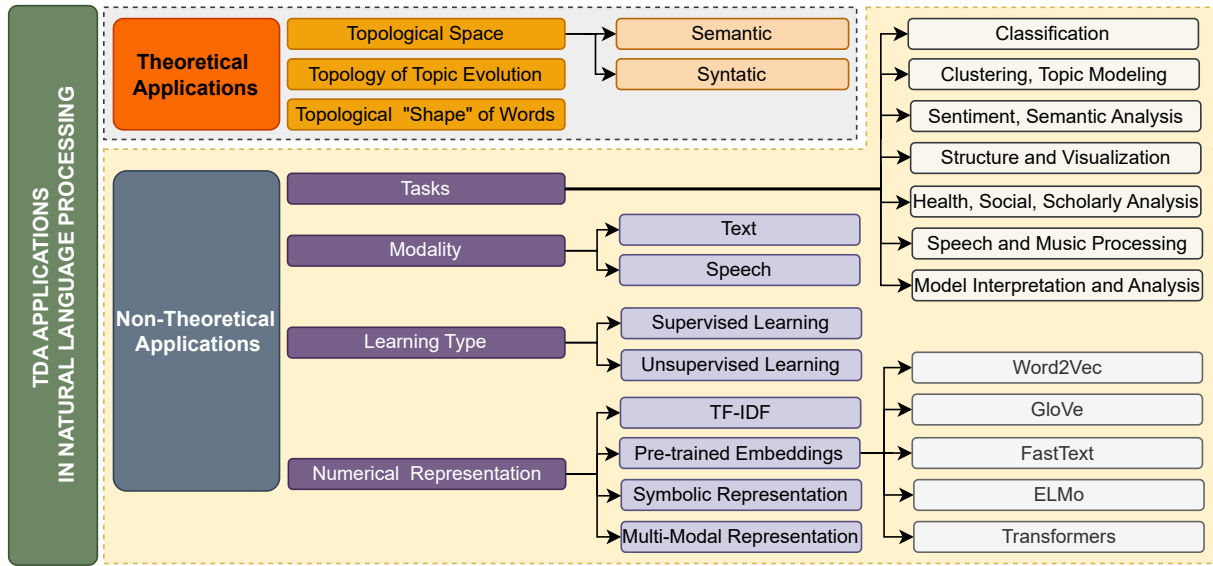 TDA APPLICATIONS
IN NATURAL LANGUAGE PROCESSING
Theoretical
Applications
Topological Space
Semantic
Syntatic
Topology of Topic Evolution
Topological "Shape" of Words
Non-Theoretical
Applications
Tasks
Classification
Clustering, Topic Modeling
Sentiment, Semantic Analysis
Structure and Visualization
Health, Social, Scholarly Analysis
Speech and Music Processing
Model Interpretation and Analysis
Modality
Text
Speech
Learning Type
Supervised Learning
Unsupervised Learning
Numerical Representation
TF-IDF
Pre-trained Embeddings
Symbolic Representation
Multi-Modal Representation
Word2Vec
GloVe
FastText
ELMo
Transformers